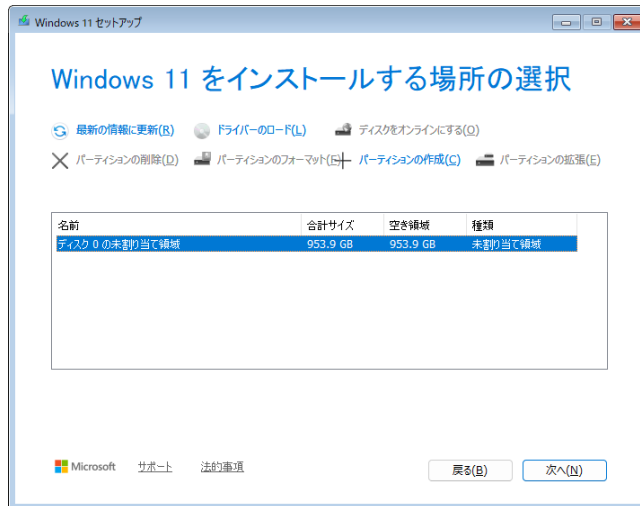 Windows 11 セットアップ
Windows 11 をインストールする場所の選択
最新の情報に更新(R) ドライバーのロード(L) ディスクをオンラインにする(O)
パーティションの削除(D) パーティションのフォーマット(F) パーティションの作成(C) パーティションの拡張(E)
名前 合計サイズ 空き領域 種類
ディスク 0 の未割り当て領域 953.9 GB 953.9 GB 未割り当て領域
Microsoft サポート 法的事項 戻る(B) 次へ(N)